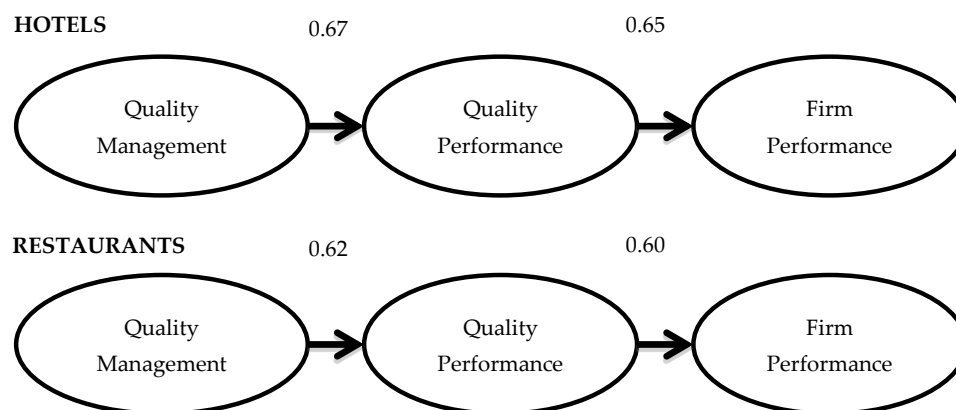 HOTELS
0.67
0.65
Quality
Management
Quality
Performance
Firm
Performance
RESTAURANTS
0.62
0.60
Quality
Management
Quality
Performance
Firm
Performance